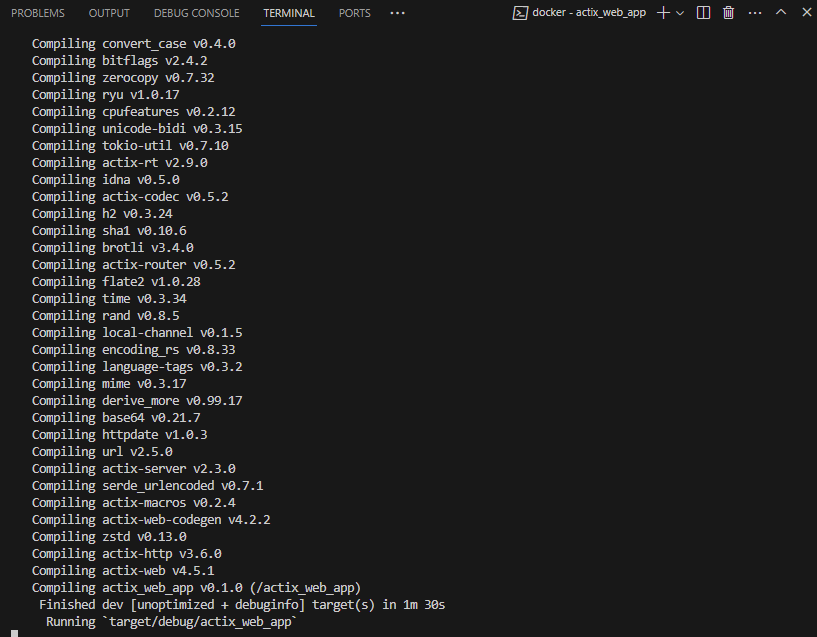 PROBLEMS OUTPUT DEBUG CONSOLE TERMINAL PORTS ··· docker - actix_web_app
Compiling convert_case v0.4.0
Compiling bitflags v2.4.2
Compiling zerocopy v0.7.32
Compiling ryu v1.0.17
Compiling cpufeatures v0.2.12
Compiling unicode-bidi v0.3.15
Compiling tokio-util v0.7.10
Compiling actix-rt v2.9.0
Compiling idna v0.5.0
Compiling actix-codec v0.5.2
Compiling h2 v0.3.24
Compiling sha1 v0.10.6
Compiling brotli v3.4.0
Compiling actix-router v0.5.2
Compiling flate2 v1.0.28
Compiling time v0.3.34
Compiling rand v0.8.5
Compiling local-channel v0.1.5
Compiling encoding_rs v0.8.33
Compiling language-tags v0.3.2
Compiling mime v0.3.17
Compiling derive_more v0.99.17
Compiling base64 v0.21.7
Compiling httpdate v1.0.3
Compiling url v2.5.0
Compiling actix-server v2.3.0
Compiling serde_urlencoded v0.7.1
Compiling actix-macros v0.2.4
Compiling actix-web-codegen v4.2.2
Compiling zstd v0.13.0
Compiling actix-http v3.6.0
Compiling actix-web v4.5.1
Compiling actix_web_app v0.1.0 (/actix_web_app)
Finished dev [unoptimized + debuginfo] target(s) in 1m 30s
Running `target/debug/actix_web_app`